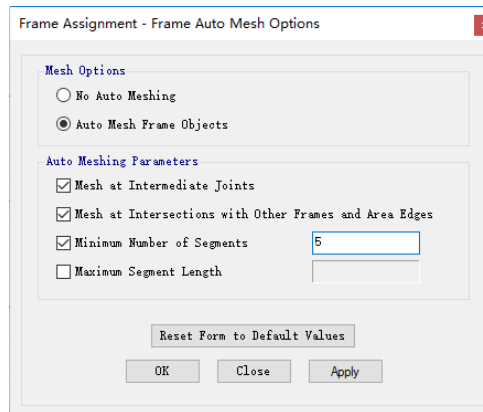 Frame Assignment - Frame Auto Mesh Options
Mesh Options
No Auto Meshing
Auto Mesh Frame Objects
Auto Meshing Parameters
Mesh at Intermediate Joints
Mesh at Intersections with Other Frames and Area Edges
Minimum Number of Segments 5
Maximum Segment Length
Reset Form to Default Values
OK Close Apply